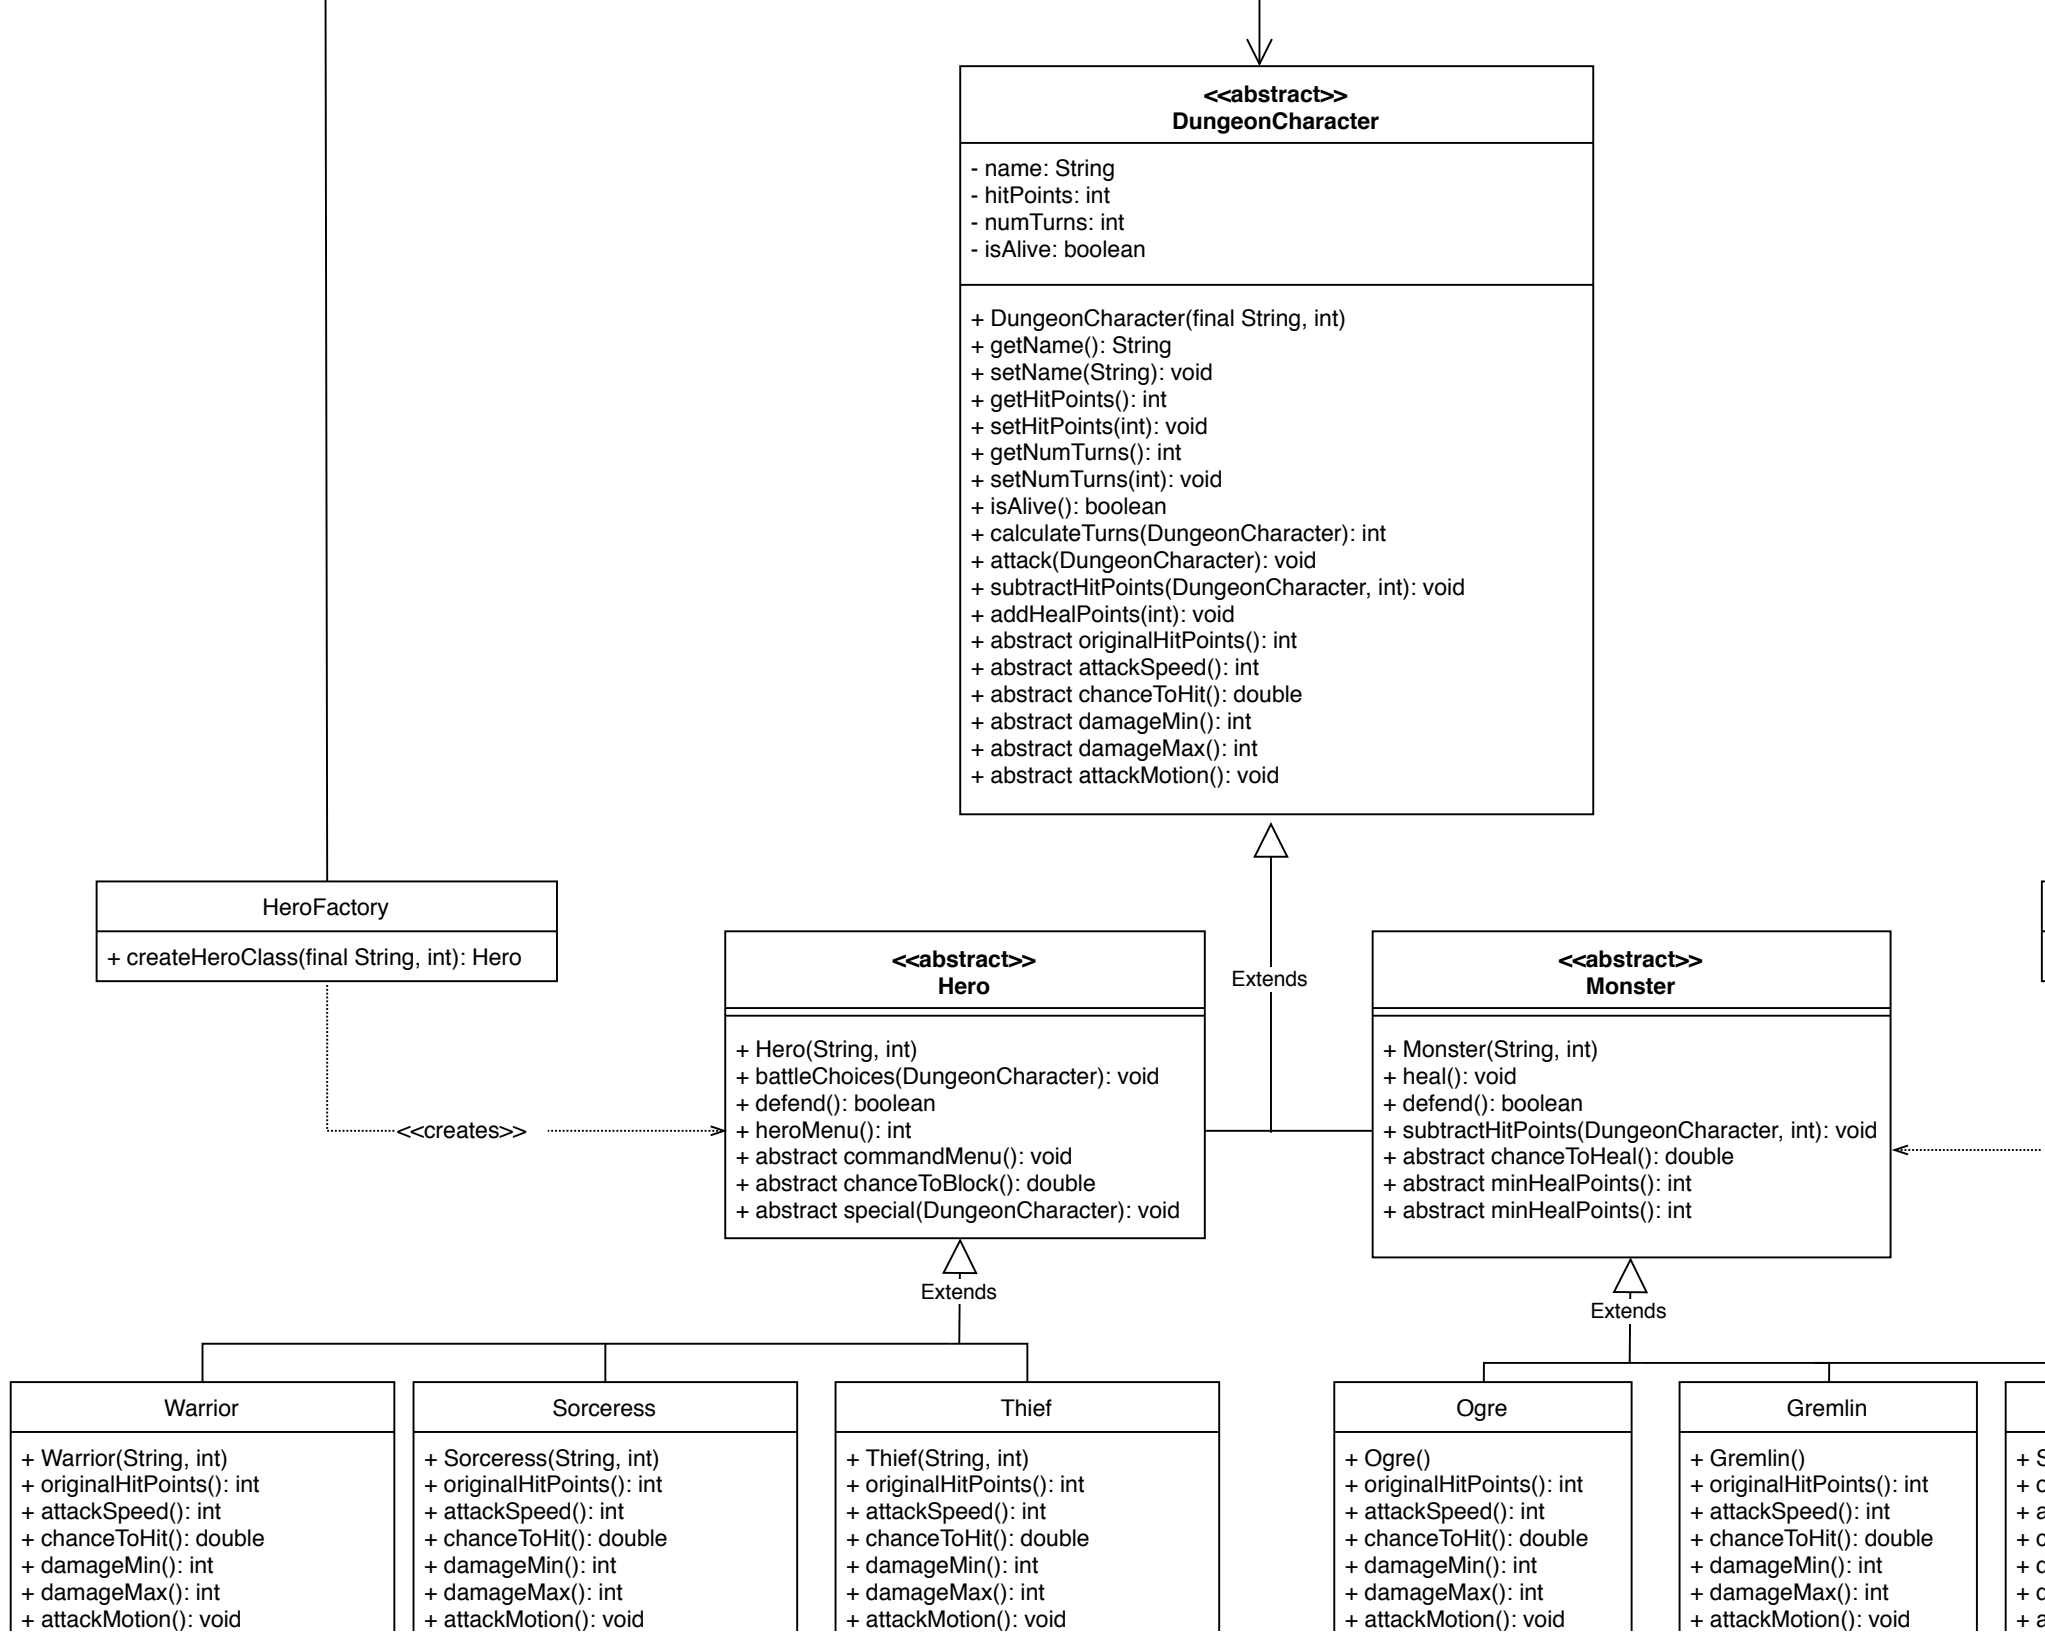 <<abstract>>
DungeonCharacter
- name: String
- hitPoints: int
- numTurns: int
- isAlive: boolean
+ DungeonCharacter(final String, int)
+ getName(): String
+ setName(String): void
+ getHitPoints(): int
+ setHitPoints(int): void
+ getNumTurns(): int
+ setNumTurns(int): void
+ isAlive(): boolean
+ calculateTurns(DungeonCharacter): int
+ attack(DungeonCharacter): void
+ subtractHitPoints(DungeonCharacter, int): void
+ addHealPoints(int): void
+ abstract originalHitPoints(): int
+ abstract attackSpeed(): int
+ abstract chanceToHit(): double
+ abstract damageMin(): int
+ abstract damageMax(): int
+ abstract attackMotion(): void
HeroFactory
+ createHeroClass(final String, int): Hero
<<creates>>
Extends
<<abstract>>
Hero
+ Hero(String, int)
+ battleChoices(DungeonCharacter): void
+ defend(): boolean
+ heroMenu(): int
+ abstract commandMenu(): void
+ abstract chanceToBlock(): double
+ abstract special(DungeonCharacter): void
<<abstract>>
Monster
+ Monster(String, int)
+ heal(): void
+ defend(): boolean
+ subtractHitPoints(DungeonCharacter, int): void
+ abstract chanceToHeal(): double
+ abstract minHealPoints(): int
+ abstract minHealPoints(): int
Extends
Extends
Warrior
+ Warrior(String, int)
+ originalHitPoints(): int
+ attackSpeed(): int
+ chanceToHit(): double
+ damageMin(): int
+ damageMax(): int
+ attackMotion(): void
Sorceress
+ Sorceress(String, int)
+ originalHitPoints(): int
+ attackSpeed(): int
+ chanceToHit(): double
+ damageMin(): int
+ damageMax(): int
+ attackMotion(): void
Thief
+ Thief(String, int)
+ originalHitPoints(): int
+ attackSpeed(): int
+ chanceToHit(): double
+ damageMin(): int
+ damageMax(): int
+ attackMotion(): void
Ogre
+ Ogre()
+ originalHitPoints(): int
+ attackSpeed(): int
+ chanceToHit(): double
+ damageMin(): int
+ damageMax(): int
+ attackMotion(): void
Gremlin
+ Gremlin()
+ originalHitPoints(): int
+ attackSpeed(): int
+ chanceToHit(): double
+ damageMin(): int
+ damageMax(): int
+ attackMotion(): void